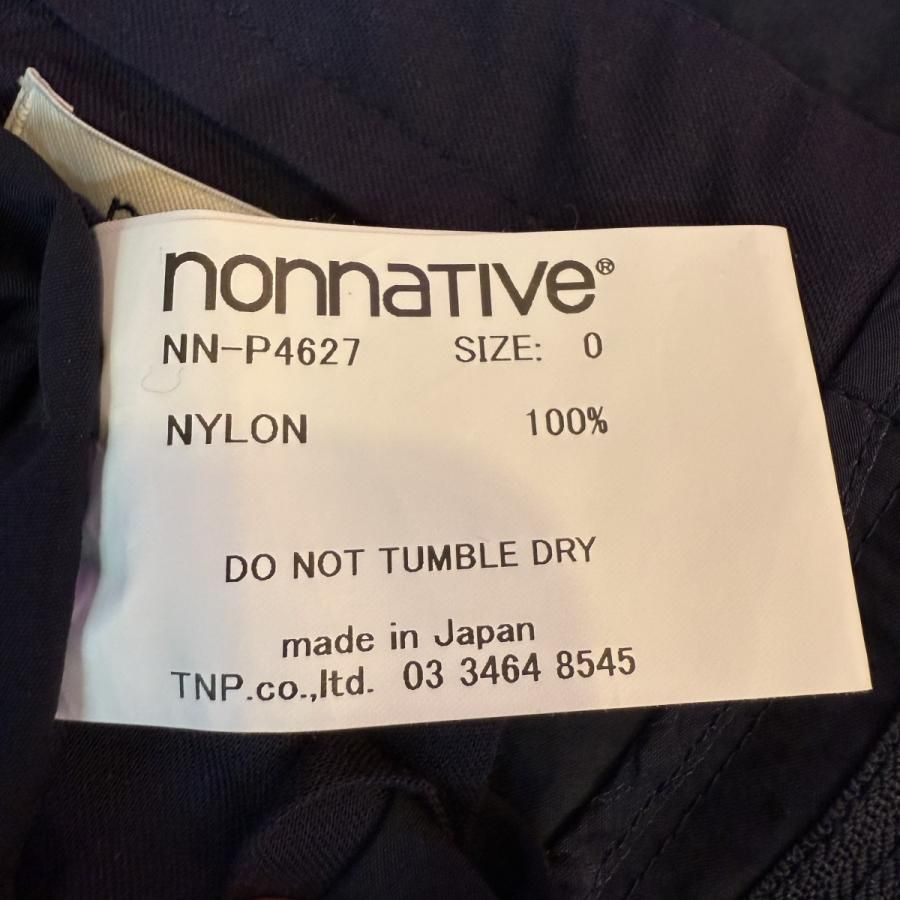 nonnative®
NN-P4627 SIZE: 0
NYLON 100%
DO NOT TUMBLE DRY
made in Japan
TNP.co.,ltd. 03 3464 8545